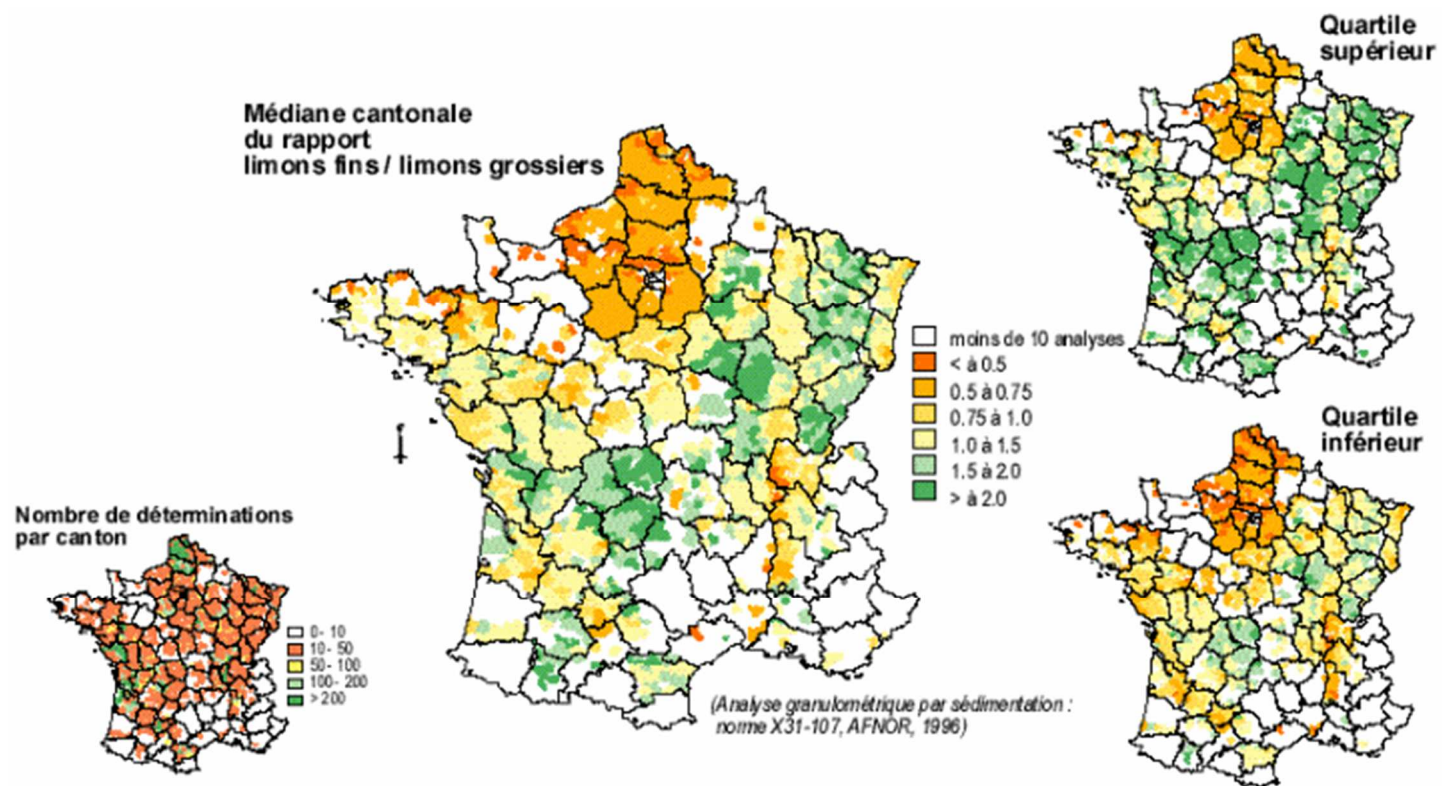 Médiane cantonale
du rapport
limons fins / limons grossiers
Quartile
supérieur
moins de 10 analyses
< à 0.5
0.5 à 0.75
0.75 à 1.0
1.0 à 1.5
1.5 à 2.0
> à 2.0
Quartile
inférieur
Nombre de déterminations
par canton
0- 10
10- 50
50- 100
100- 200
> 200
(Analyse granulométrique par sédimentation :
norme X31-107, AFNOR, 1996)